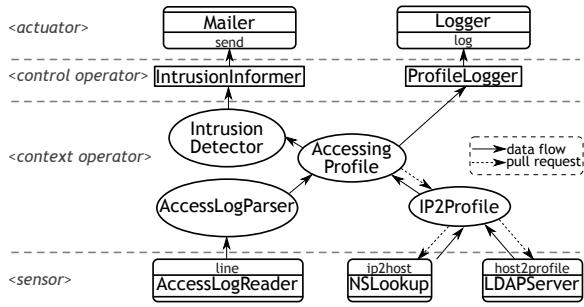 <actuator>
Mailer
send
Logger
log
<control operator>
IntrusionInformer
ProfileLogger
<context operator>
Intrusion
Detector
Accessing
Profile
data flow
pull request
AccessLogParser
IP2Profile
<sensor>
line
AccessLogReader
ip2host
NSLookup
host2profile
LDAPServer